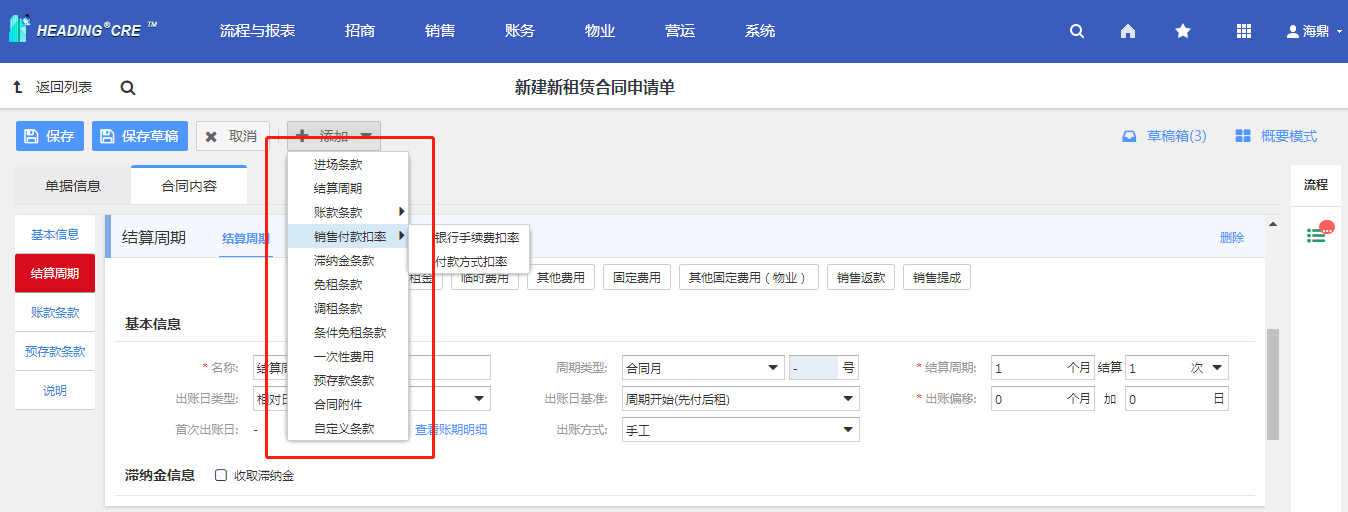 HEADING®CRE ™ 流程与报表 招商 销售 账务 物业 营运 系统 海鼎
返回列表 新建新租赁合同申请单
保存 保存草稿 取消 添加 草稿箱(3) 概要模式
单据信息 合同内容 流程
进场条款
结算周期
账款条款
销售付款扣率
滞纳金条款
免租条款
调租条款
条件免租条款
一次性费用
预存款条款
合同附件
自定义条款
银行手续费扣率
付款方式扣率
基本信息
结算周期
账款条款
预存款条款
说明
结算周期 结算周期 删除
租金 临时费用 其他费用 固定费用 其他固定费用（物业） 销售返款 销售提成
基本信息
* 名称: 结算周 周期类型: 合同月 - 号 * 结算周期: 1 个月 结算 1 次
出账日类型: 相对日 出账日基准: 周期开始(先付后租) * 出账偏移: 0 个月 加 0 日
首次出账日: - 查看账期明细 出账方式: 手工
滞纳金信息 收取滞纳金